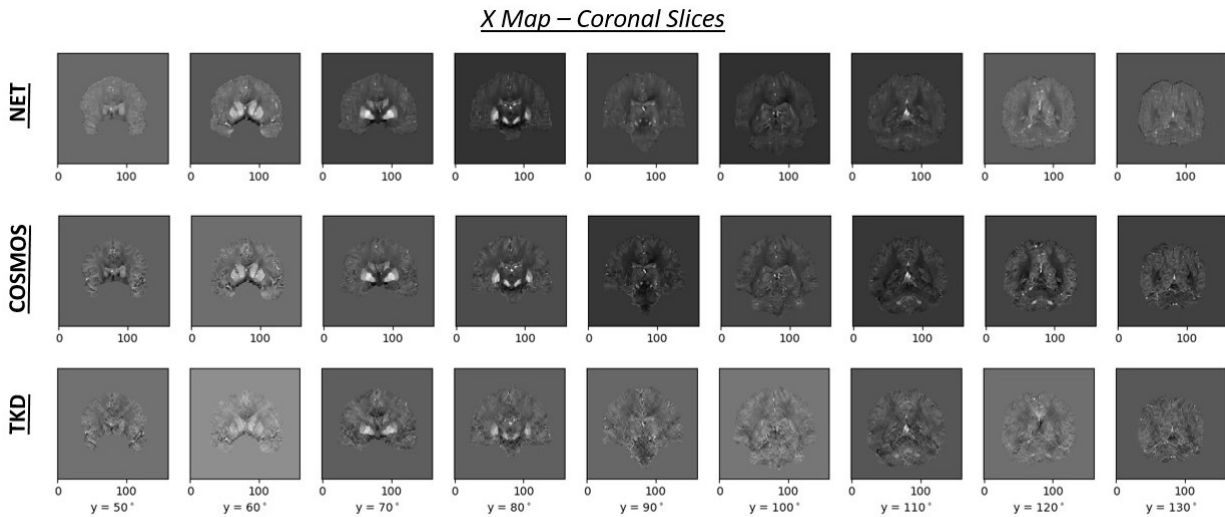 X Map – Coronal Slices
NET
0 100 0 100 0 100 0 100 0 100 0 100 0 100 0 100 0 100
COSMOS
0 100 0 100 0 100 0 100 0 100 0 100 0 100 0 100 0 100
TKD
0 100 0 100 0 100 0 100 0 100 0 100 0 100 0 100 0 100
y = 50° y = 60° y = 70° y = 80° y = 90° y = 100° y = 110° y = 120° y = 130°